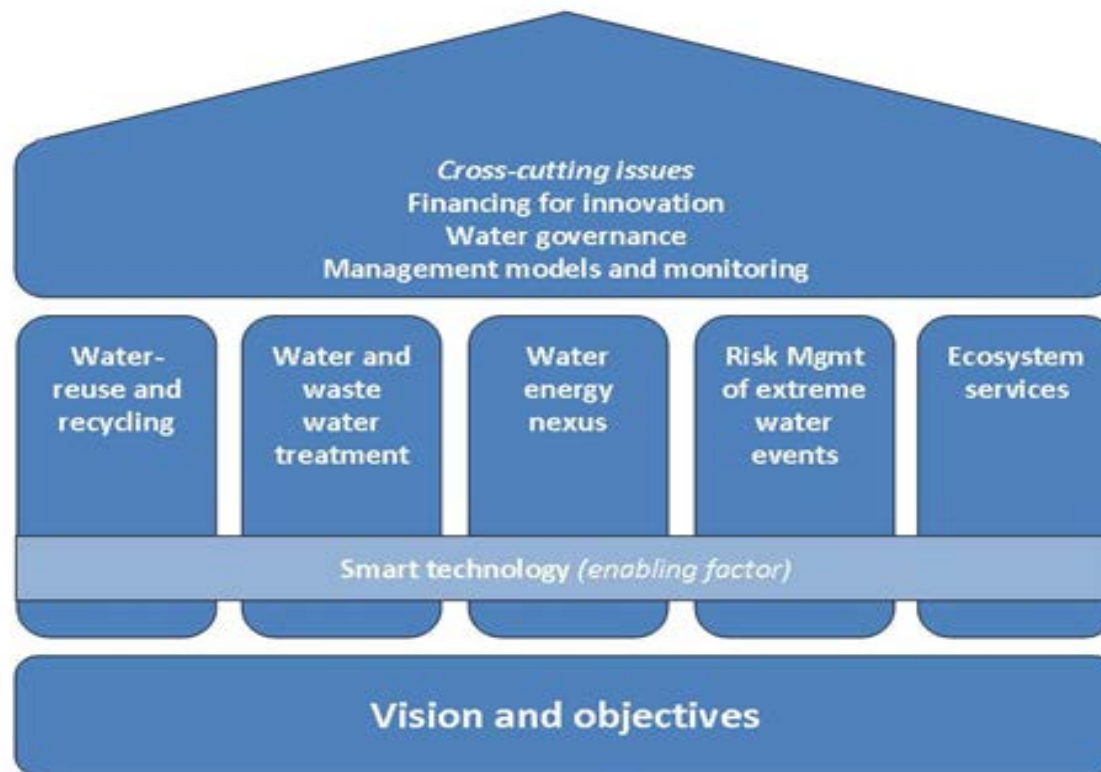 Cross-cutting issues
Financing for innovation
Water governance
Management models and monitoring
Water-
reuse and
recycling
Water and
waste
water
treatment
Water
energy
nexus
Risk Mgmt
of extreme
water
events
Ecosystem
services
Smart technology (enabling factor)
Vision and objectives